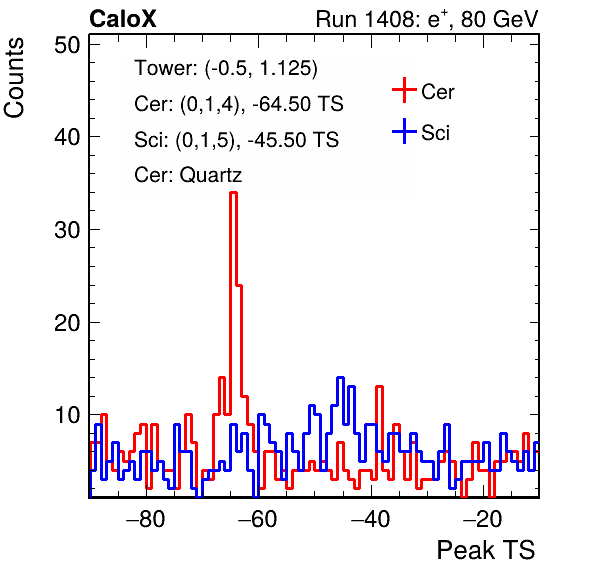 CaloX Run 1408: e⁺, 80 GeV
Counts
50
40
30
20
10
Tower: (-0.5, 1.125)
Cer: (0,1,4), -64.50 TS
Sci: (0,1,5), -45.50 TS
Cer: Quartz
Cer
Sci
−80 −60 −40 −20
Peak TS